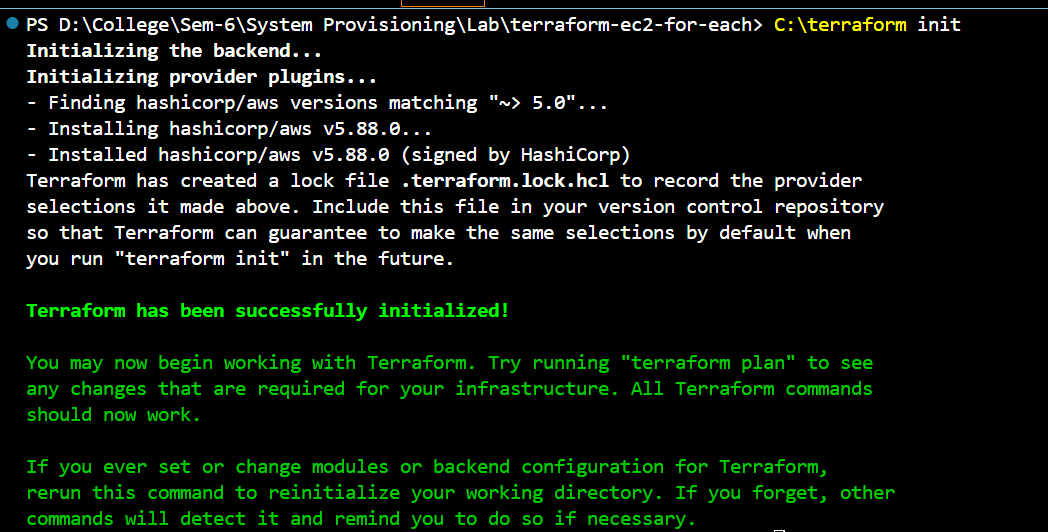 PS D:\College\Sem-6\System Provisioning\Lab\terraform-ec2-for-each> C:\terraform init
Initializing the backend...
Initializing provider plugins...
- Finding hashicorp/aws versions matching "~> 5.0"...
- Installing hashicorp/aws v5.88.0...
- Installed hashicorp/aws v5.88.0 (signed by HashiCorp)
Terraform has created a lock file .terraform.lock.hcl to record the provider
selections it made above. Include this file in your version control repository
so that Terraform can guarantee to make the same selections by default when
you run "terraform init" in the future.

Terraform has been successfully initialized!

You may now begin working with Terraform. Try running "terraform plan" to see
any changes that are required for your infrastructure. All Terraform commands
should now work.

If you ever set or change modules or backend configuration for Terraform,
rerun this command to reinitialize your working directory. If you forget, other
commands will detect it and remind you to do so if necessary.